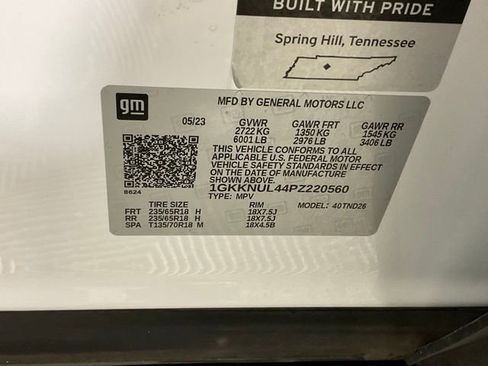 BUILT WITH PRIDE
Spring Hill, Tennessee
gm
MFD BY GENERAL MOTORS LLC
05/23 GVWR GAWR FRT GAWR RR
2722 KG 1350 KG 1545 KG
6001 LB 2976 LB 3406 LB
THIS VEHICLE CONFORMS TO ALL
APPLICABLE U.S. FEDERAL MOTOR
VEHICLE SAFETY STANDARDS IN EFFECT
ON THE DATE OF MANUFACTURE
SHOWN ABOVE.
8624
1GKKNUL44PZ220560
TYPE: MPV MODEL: 40TND26
TIRE SIZE RIM
FRT 235/65R18 H 18X7.5J
RR 235/65R18 H 18X7.5J
SPA T135/70R18 M 18X4.5B